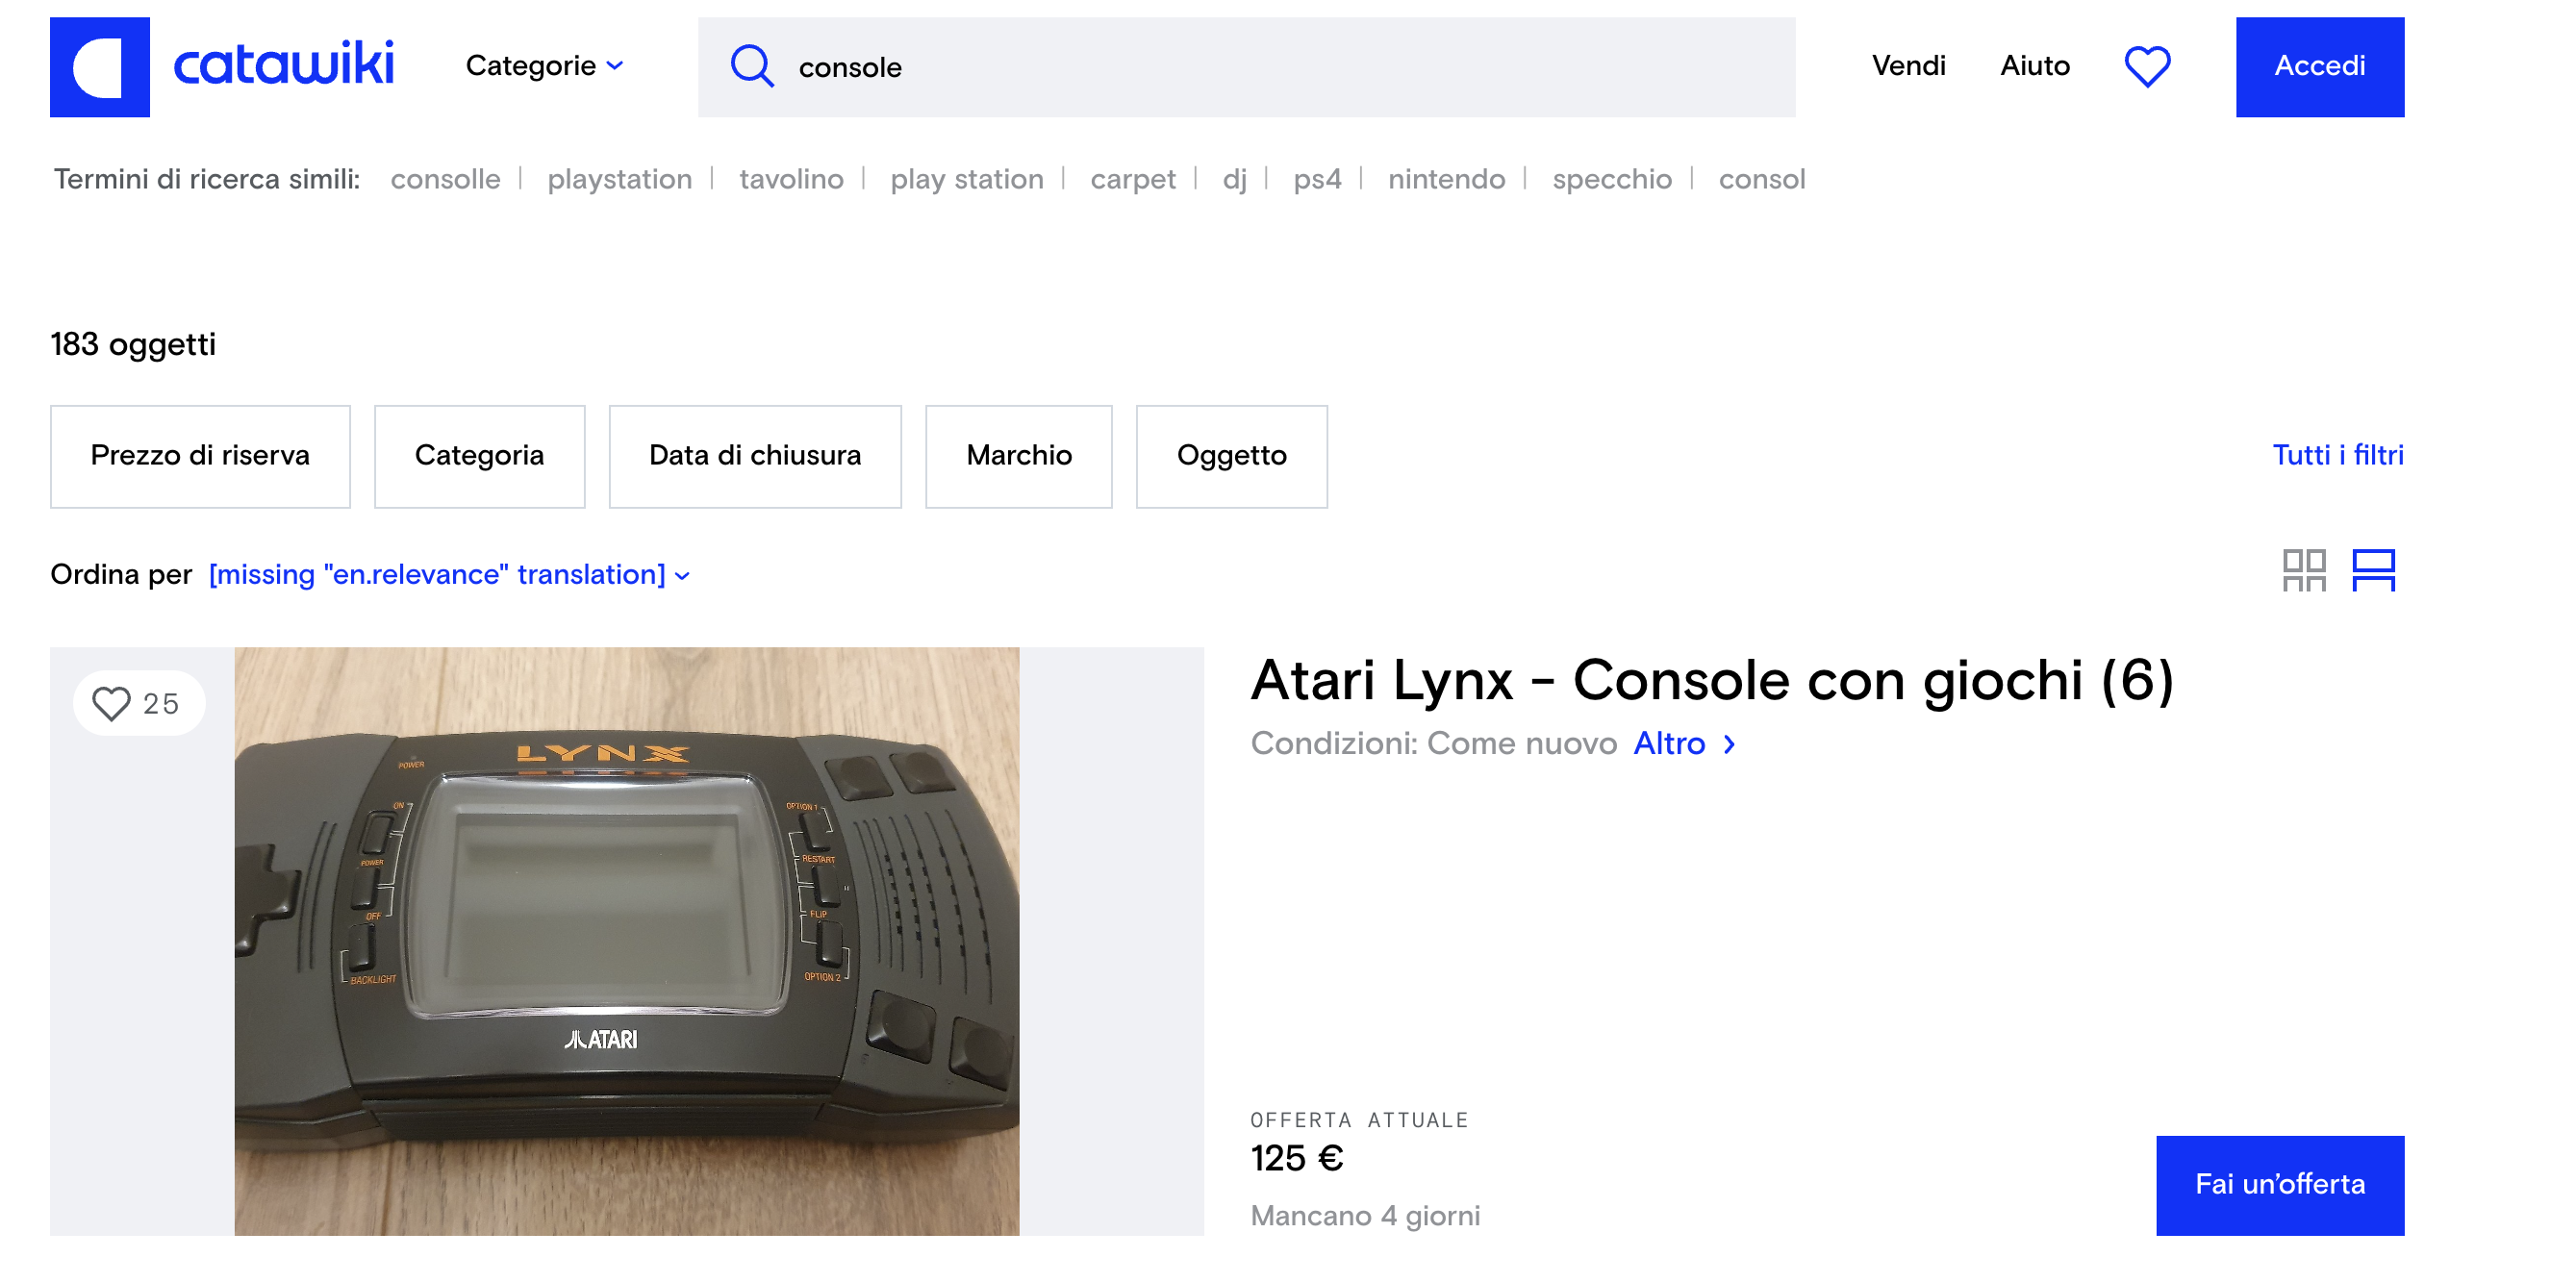 catawiki
Categorie
console
Vendi
Aiuto
Accedi
Termini di ricerca simili: consolle | playstation | tavolino | play station | carpet | dj | ps4 | nintendo | specchio | consol
183 oggetti
Prezzo di riserva
Categoria
Data di chiusura
Marchio
Oggetto
Tutti i filtri
Ordina per [missing "en.relevance" translation]
25
LYNX
POWER
ON
POWER
OFF
BACKLIGHT
OPTION 1
RESTART
FLIP
OPTION 2
ATARI
Atari Lynx - Console con giochi (6)
Condizioni: Come nuovo Altro
OFFERTA ATTUALE
125 €
Mancano 4 giorni
Fai un’offerta